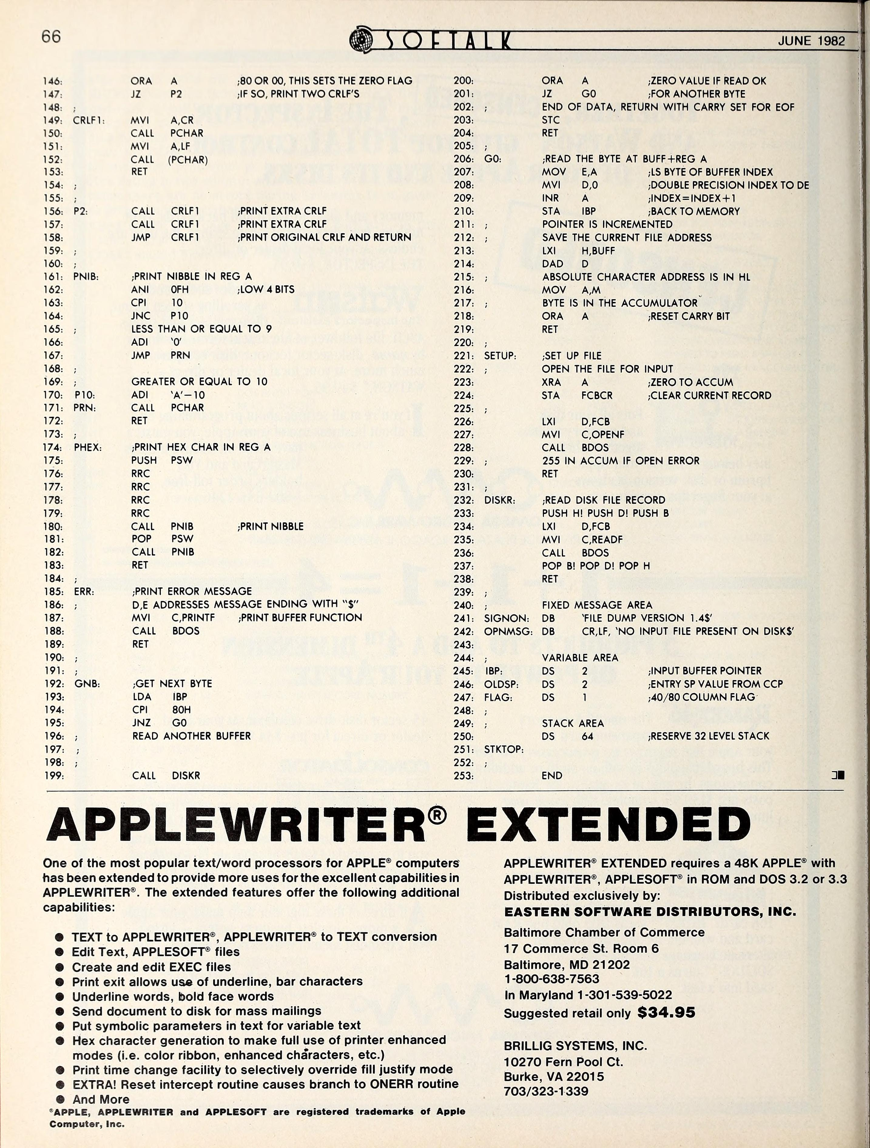 66
SOFTALK
JUNE 1982
146: ORA A ;80 OR 00, THIS SETS THE ZERO FLAG
147: JZ P2 ;IF SO, PRINT TWO CRLF'S
148: ;
149: CRLF1: MVI A,CR
150: CALL PCHAR
151: MVI A,LF
152: CALL (PCHAR)
153: RET
154: ;
155: ;
156: P2: CALL CRLF1 ;PRINT EXTRA CRLF
157: CALL CRLF1 ;PRINT EXTRA CRLF
158: JMP CRLF1 ;PRINT ORIGINAL CRLF AND RETURN
159: ;
160: ;
161: PNIB: ;PRINT NIBBLE IN REG A
162: ANI 0FH ;LOW 4 BITS
163: CPI 10
164: JNC P10
165: ; LESS THAN OR EQUAL TO 9
166: ADI '0'
167: JMP PRN
168: ;
169: ; GREATER OR EQUAL TO 10
170: P10: ADI 'A'–10
171: PRN: CALL PCHAR
172: RET
173: ;
174: PHEX: ;PRINT HEX CHAR IN REG A
175: PUSH PSW
176: RRC
177: RRC
178: RRC
179: RRC
180: CALL PNIB ;PRINT NIBBLE
181: POP PSW
182: CALL PNIB
183: RET
184: ;
185: ERR: ;PRINT ERROR MESSAGE
186: ; D,E ADDRESSES MESSAGE ENDING WITH "$"
187: MVI C,PRINTF ;PRINT BUFFER FUNCTION
188: CALL BDOS
189: RET
190: ;
191: ;
192: GNB: ;GET NEXT BYTE
193: LDA IBP
194: CPI 80H
195: JNZ G0
196: ; READ ANOTHER BUFFER
197: ;
198: ;
199: CALL DISKR
200: ORA A ;ZERO VALUE IF READ OK
201: JZ G0 ;FOR ANOTHER BYTE
202: ; END OF DATA, RETURN WITH CARRY SET FOR EOF
203: STC
204: RET
205: ;
206: G0: ;READ THE BYTE AT BUFF+REG A
207: MOV E,A ;LS BYTE OF BUFFER INDEX
208: MVI D,0 ;DOUBLE PRECISION INDEX TO DE
209: INR A ;INDEX=INDEX+1
210: STA IBP ;BACK TO MEMORY
211: ; POINTER IS INCREMENTED
212: ; SAVE THE CURRENT FILE ADDRESS
213: LXI H,BUFF
214: DAD D
215: ; ABSOLUTE CHARACTER ADDRESS IS IN HL
216: MOV A,M
217: ; BYTE IS IN THE ACCUMULATOR
218: ORA A ;RESET CARRY BIT
219: RET
220: ;
221: SETUP: ;SET UP FILE
222: ; OPEN THE FILE FOR INPUT
223: XRA A ;ZERO TO ACCUM
224: STA FCBCR ;CLEAR CURRENT RECORD
225: ;
226: LXI D,FCB
227: MVI C,OPENF
228: CALL BDOS
229: ; 255 IN ACCUM IF OPEN ERROR
230: RET
231: ;
232: DISKR: ;READ DISK FILE RECORD
233: PUSH H! PUSH D! PUSH B
234: LXI D,FCB
235: MVI C,READF
236: CALL BDOS
237: POP B! POP D! POP H
238: RET
239: ;
240: ; FIXED MESSAGE AREA
241: SIGNON: DB 'FILE DUMP VERSION 1.4$'
242: OPNMSG: DB CR,LF, 'NO INPUT FILE PRESENT ON DISK$'
243:
244: ; VARIABLE AREA
245: IBP: DS 2 ;INPUT BUFFER POINTER
246: OLDSP: DS 2 ;ENTRY SP VALUE FROM CCP
247: FLAG: DS 1 ;40/80 COLUMN FLAG
248: ;
249: ; STACK AREA
250: DS 64 ;RESERVE 32 LEVEL STACK
251: STKTOP:
252: ;
253: END
APPLEWRITER® EXTENDED
One of the most popular text/word processors for APPLE® computers
has been extended to provide more uses for the excellent capabilities in
APPLEWRITER®. The extended features offer the following additional
capabilities:
● TEXT to APPLEWRITER®, APPLEWRITER® to TEXT conversion
● Edit Text, APPLESOFT® files
● Create and edit EXEC files
● Print exit allows use of underline, bar characters
● Underline words, bold face words
● Send document to disk for mass mailings
● Put symbolic parameters in text for variable text
● Hex character generation to make full use of printer enhanced
modes (i.e. color ribbon, enhanced characters, etc.)
● Print time change facility to selectively override fill justify mode
● EXTRA! Reset intercept routine causes branch to ONERR routine
● And More
®APPLE, APPLEWRITER and APPLESOFT are registered trademarks of Apple
Computer, Inc.
APPLEWRITER® EXTENDED requires a 48K APPLE® with
APPLEWRITER®, APPLESOFT® in ROM and DOS 3.2 or 3.3
Distributed exclusively by:
EASTERN SOFTWARE DISTRIBUTORS, INC.
Baltimore Chamber of Commerce
17 Commerce St. Room 6
Baltimore, MD 21202
1-800-638-7563
In Maryland 1-301-539-5022
Suggested retail only $34.95
BRILLIG SYSTEMS, INC.
10270 Fern Pool Ct.
Burke, VA 22015
703/323-1339